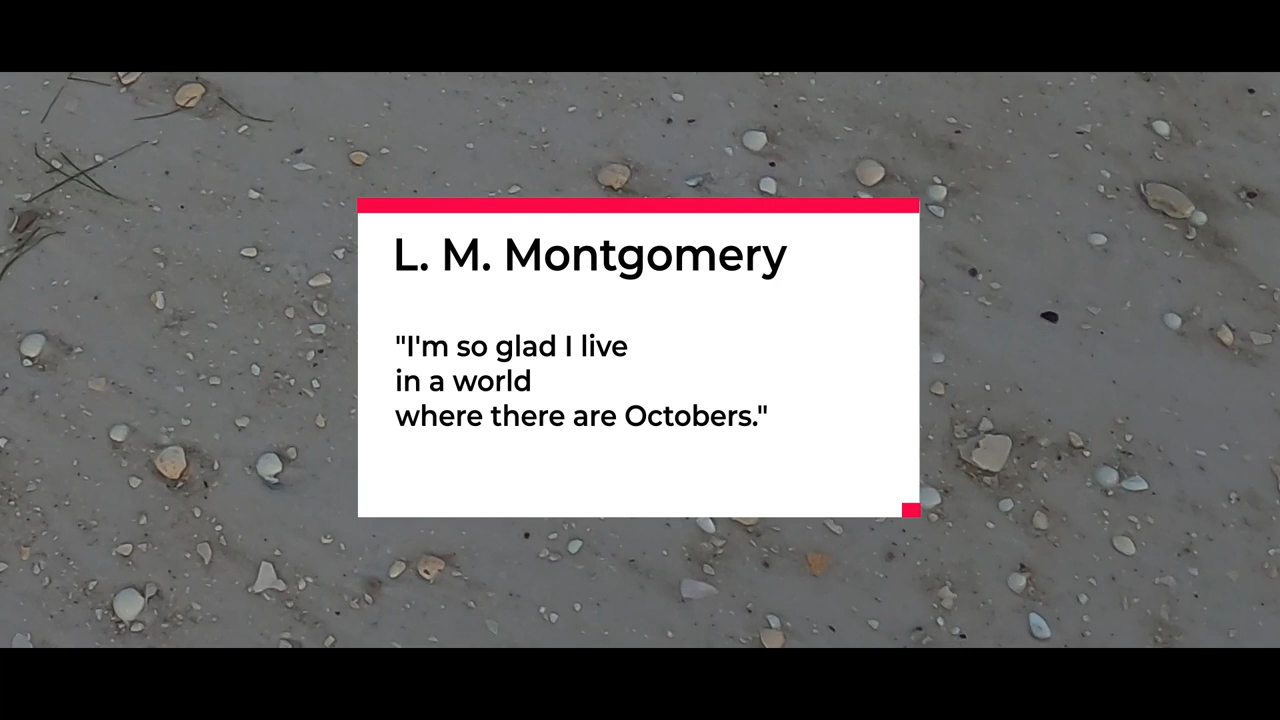 L. M. Montgomery
"I'm so glad I live
in a world
where there are Octobers."